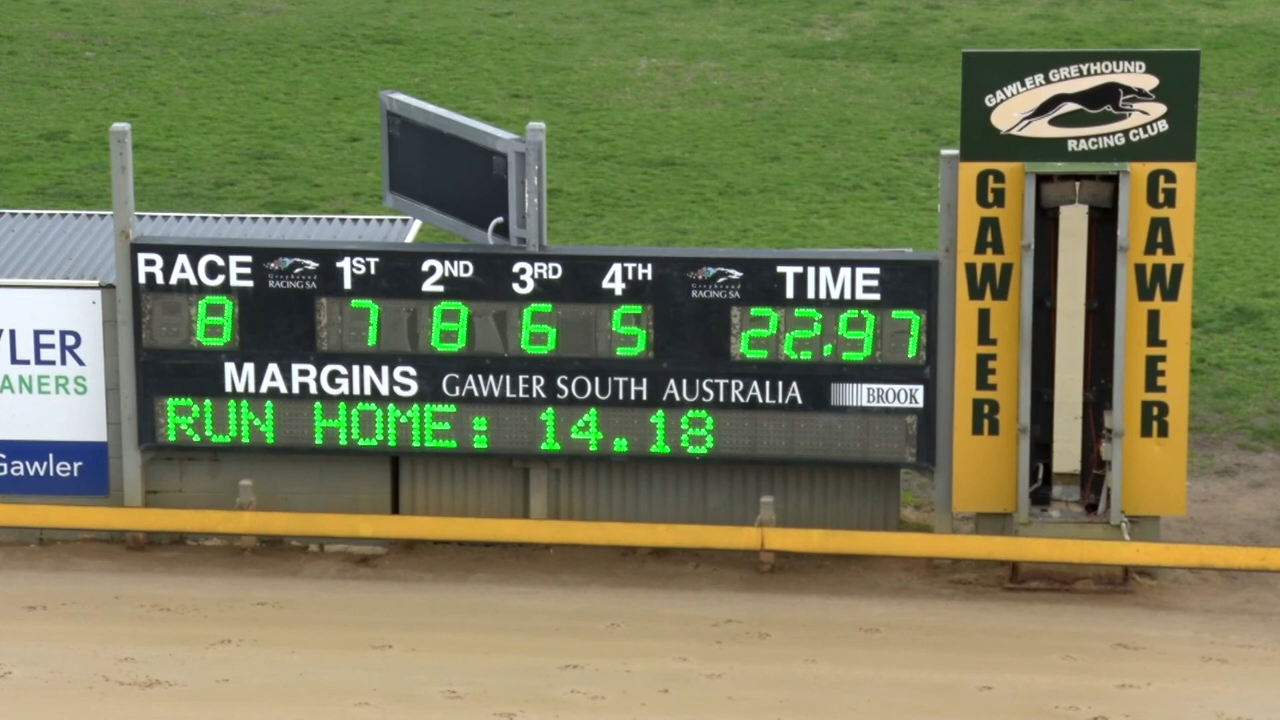 GAWLER GREYHOUND
RACING CLUB
GAWLER
GAWLER
RACE 1ST 2ND 3RD 4TH TIME
Greyhound
RACING SA
Greyhound
RACING SA
8 7 8 6 5 22.97
MARGINS GAWLER SOUTH AUSTRALIA BROOK
RUN HOME: 14.18
LER
ANERS
Gawler